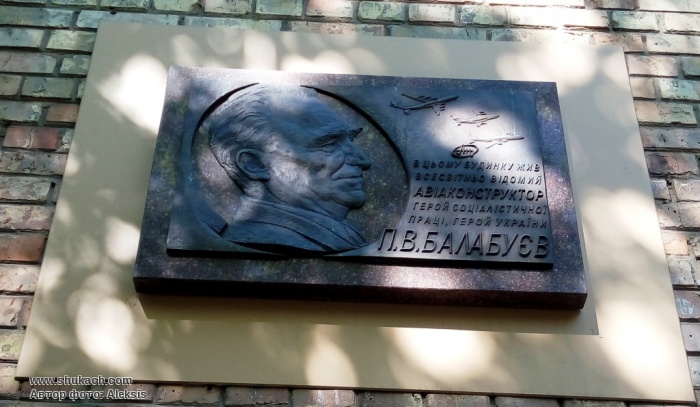 В ЦЬОМУ БУДИНКУ ЖИВ
ВСЕСВІТНЬО ВІДОМИЙ
АВІАКОНСТРУКТОР
ГЕРОЙ СОЦІАЛІСТИЧНОЇ
ПРАЦІ, ГЕРОЙ УКРАЇНИ
П.В.БАЛАБУЄВ
www.shukach.com
Автор фото: Aleksis